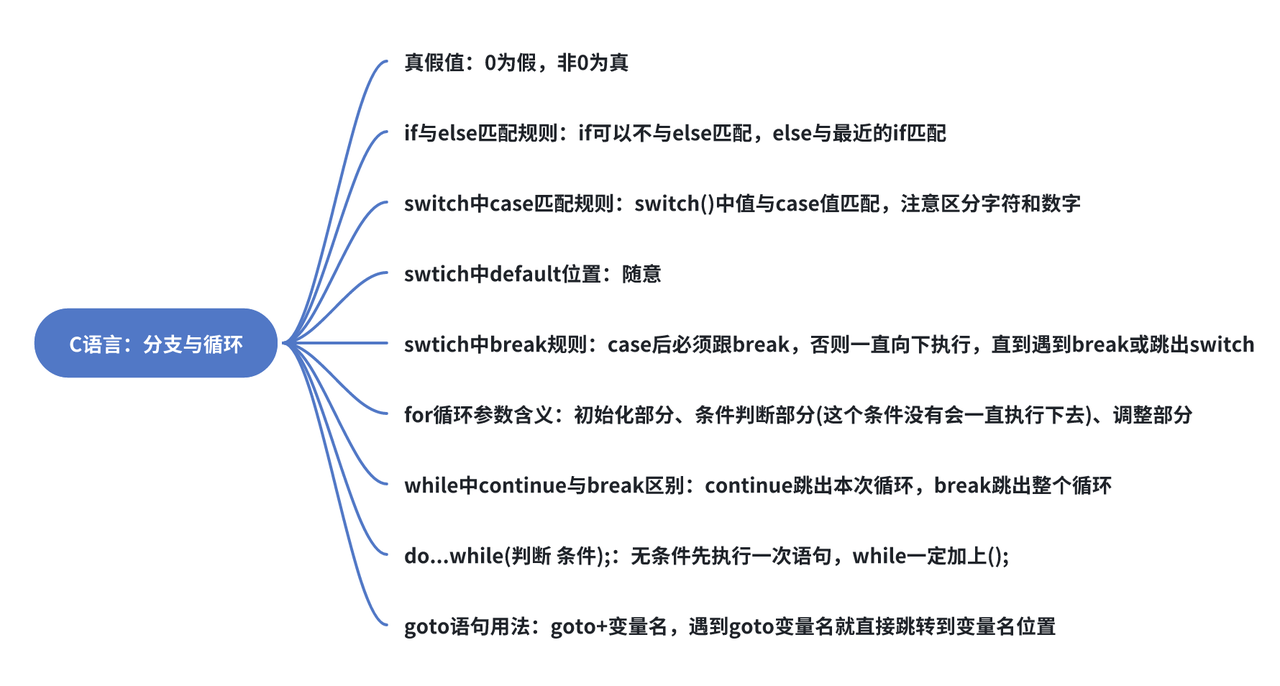 真假值：0为假，非0为真
if与else匹配规则：if可以不与else匹配，else与最近的if匹配
switch中case匹配规则：switch()中值与case值匹配，注意区分字符和数字
swtich中default位置：随意
C语言：分支与循环
swtich中break规则：case后必须跟break，否则一直向下执行，直到遇到break或跳出switch
for循环参数含义：初始化部分、条件判断部分(这个条件没有会一直执行下去)、调整部分
while中continue与break区别：continue跳出本次循环，break跳出整个循环
do...while(判断 条件);：无条件先执行一次语句，while一定加上();
goto语句用法：goto+变量名，遇到goto变量名就直接跳转到变量名位置